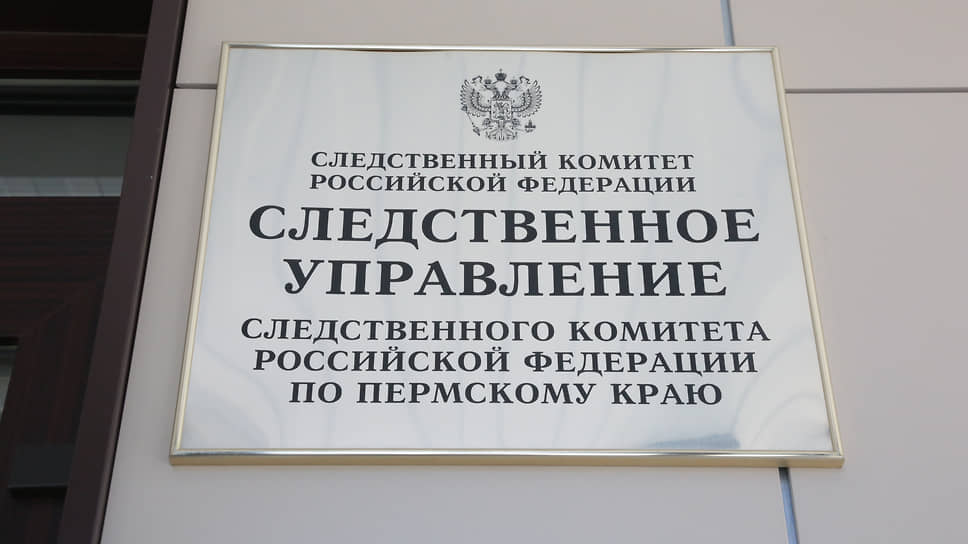 СЛЕДСТВЕННЫЙ КОМИТЕТ
РОССИЙСКОЙ ФЕДЕРАЦИИ
СЛЕДСТВЕННОЕ
УПРАВЛЕНИЕ
СЛЕДСТВЕННОГО КОМИТЕТА
РОССИЙСКОЙ ФЕДЕРАЦИИ
ПО ПЕРМСКОМУ КРАЮ